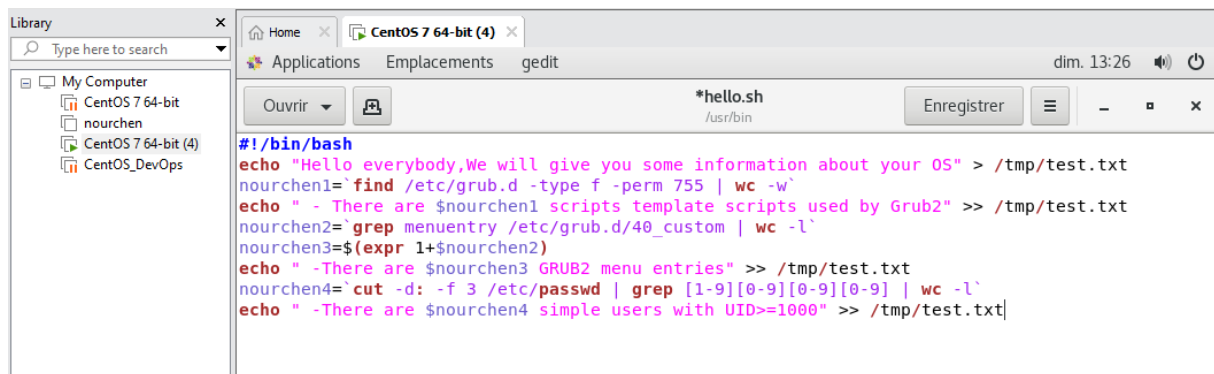 Library ×
Type here to search
My Computer
CentOS 7 64-bit
nourchen
CentOS 7 64-bit (4)
CentOS_DevOps
Home × CentOS 7 64-bit (4) ×
Applications Emplacements gedit dim. 13:26
Ouvrir *hello.sh Enregistrer
/usr/bin
#!/bin/bash
echo "Hello everybody,We will give you some information about your OS" > /tmp/test.txt
nourchen1=`find /etc/grub.d -type f -perm 755 | wc -w`
echo " - There are $nourchen1 scripts template scripts used by Grub2" >> /tmp/test.txt
nourchen2=`grep menuentry /etc/grub.d/40_custom | wc -l`
nourchen3=$(expr 1+$nourchen2)
echo " -There are $nourchen3 GRUB2 menu entries" >> /tmp/test.txt
nourchen4=`cut -d: -f 3 /etc/passwd | grep [1-9][0-9][0-9][0-9] | wc -l`
echo " -There are $nourchen4 simple users with UID>=1000" >> /tmp/test.txt